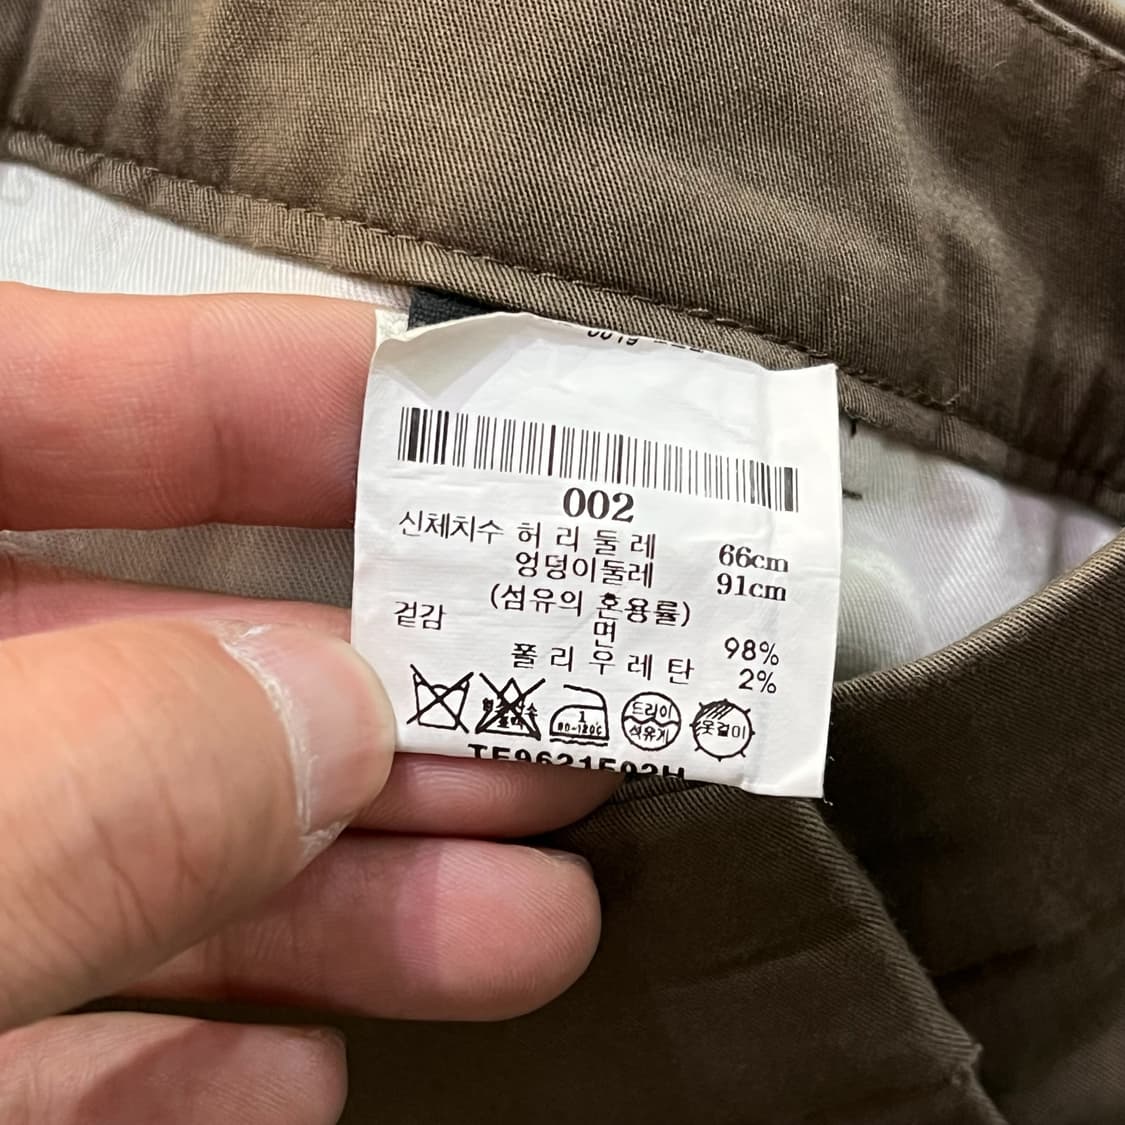 002
신체치수 허리둘레 66cm
엉덩이둘레 91cm
(섬유의 혼용률)
겉감 면 98%
폴리우레탄 2%
1
80-120℃
드라이
석유계
옷걸이